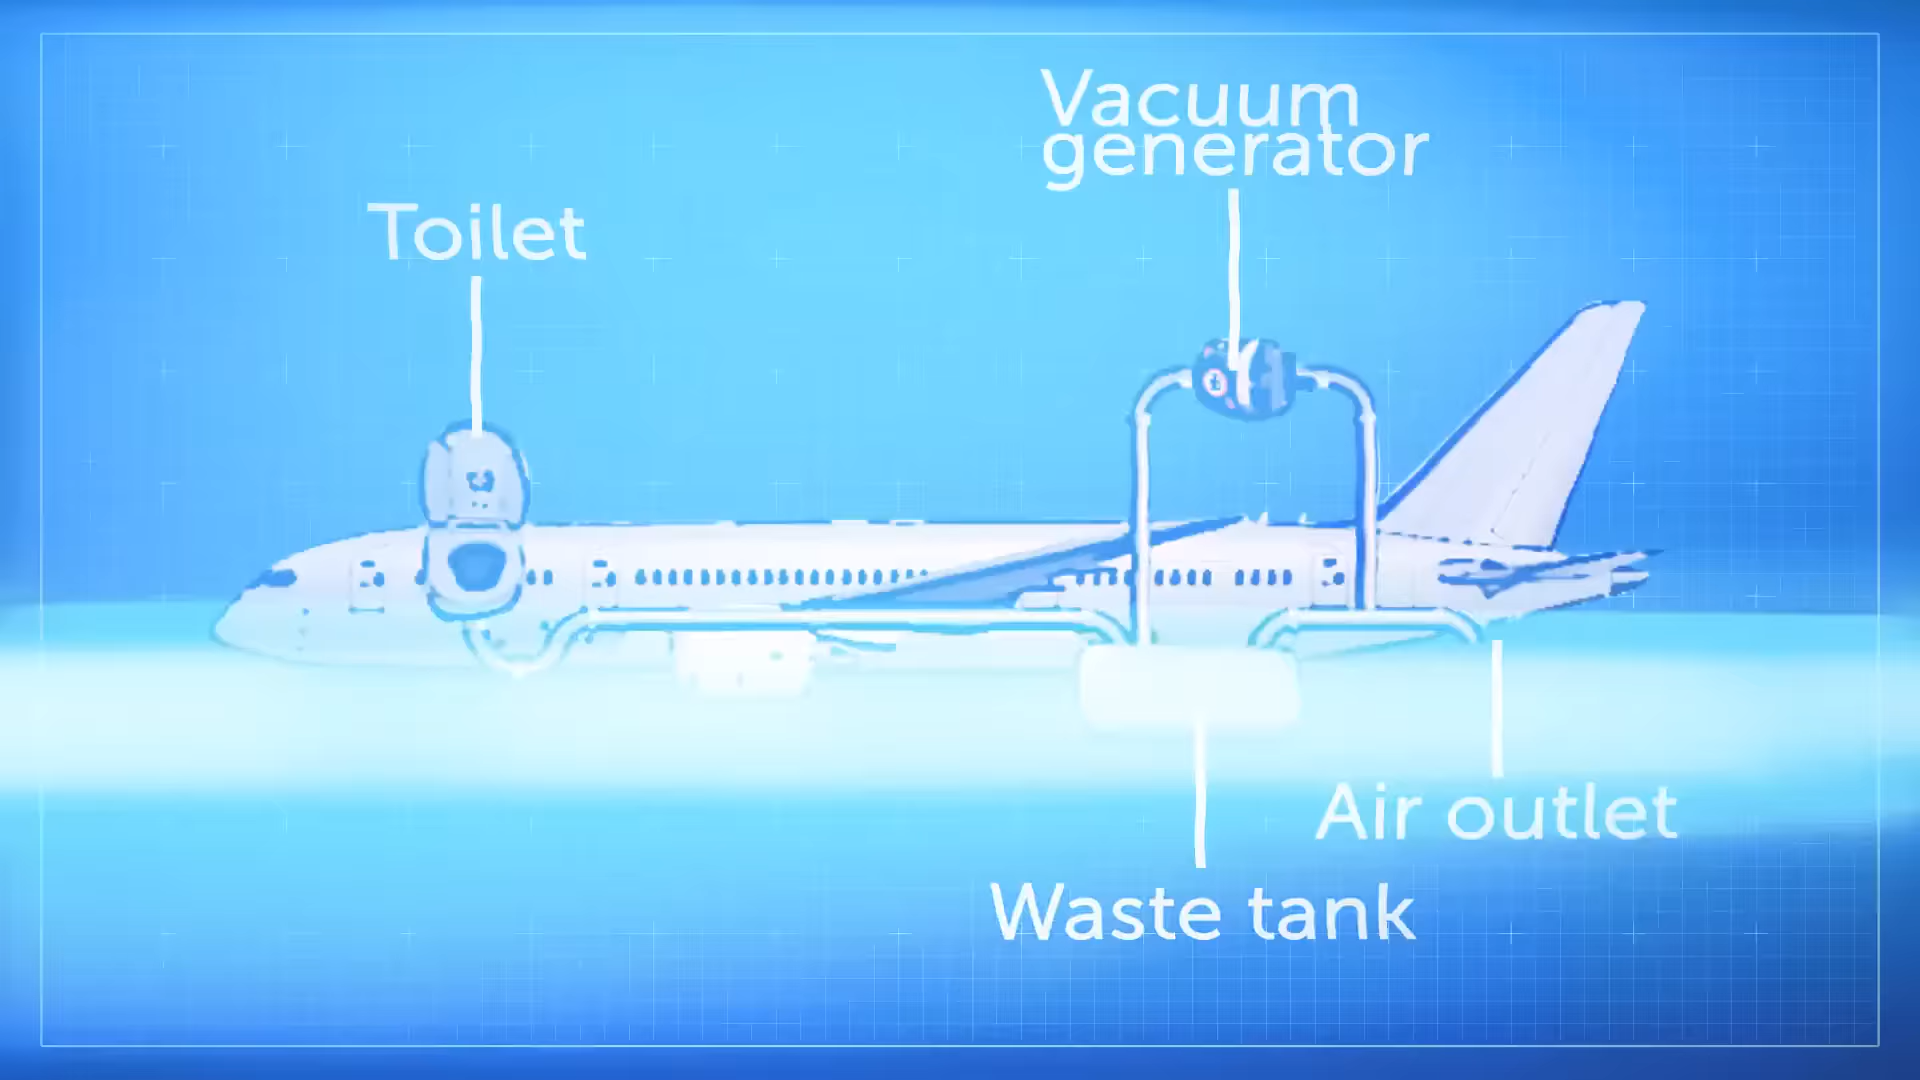 Vacuum
generator
Toilet
Air outlet
Waste tank